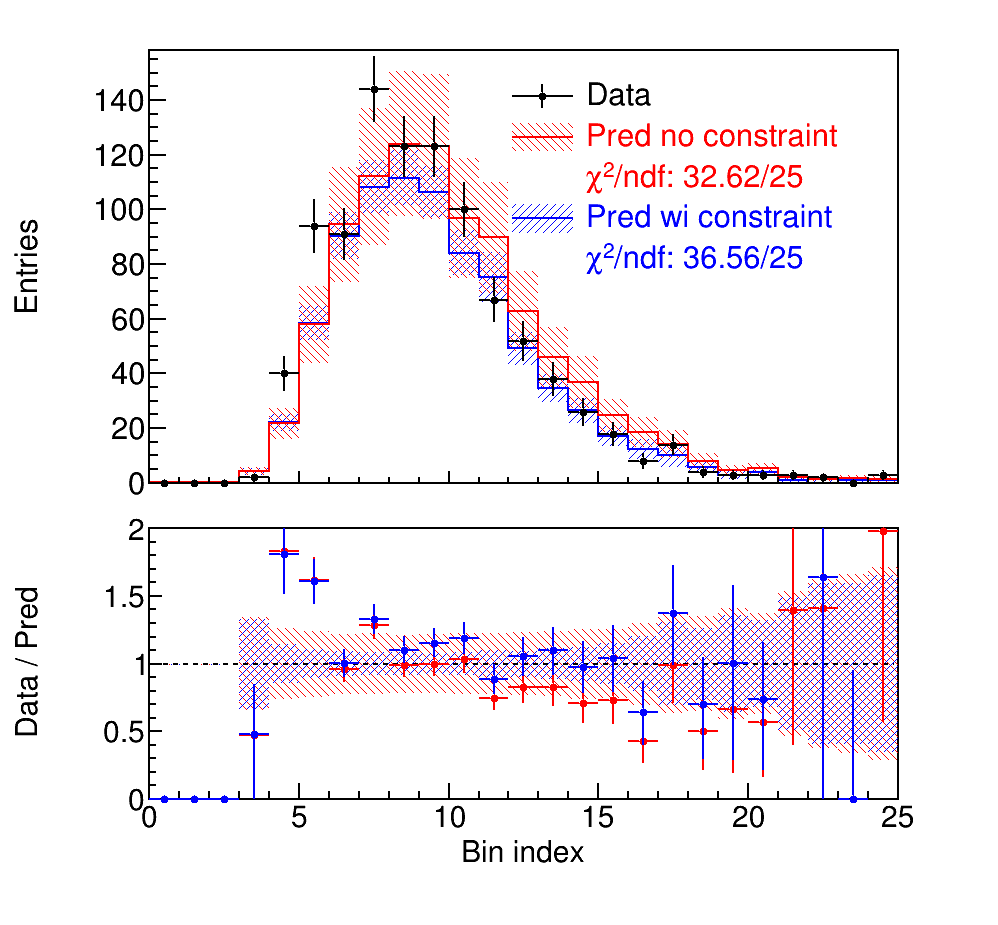 Entries
140
120
100
80
60
40
20
0
Data
Pred no constraint
χ²/ndf: 32.62/25
Pred wi constraint
χ²/ndf: 36.56/25
Data / Pred
2
1.5
1
0.5
0
0 5 10 15 20 25
Bin index